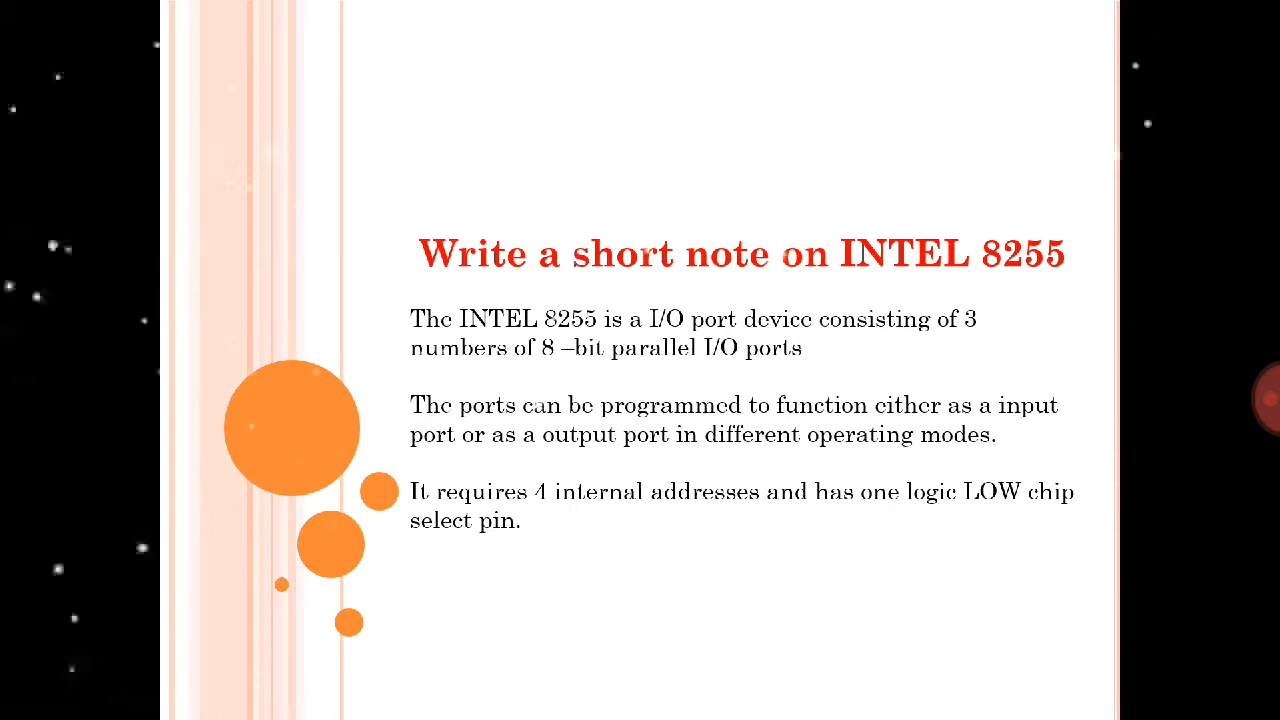 Write a short note on INTEL 8255
The INTEL 8255 is a I/O port device consisting of 3
numbers of 8 –bit parallel I/O ports
The ports can be programmed to function either as a input
port or as a output port in different operating modes.
It requires 4 internal addresses and has one logic LOW chip
select pin.